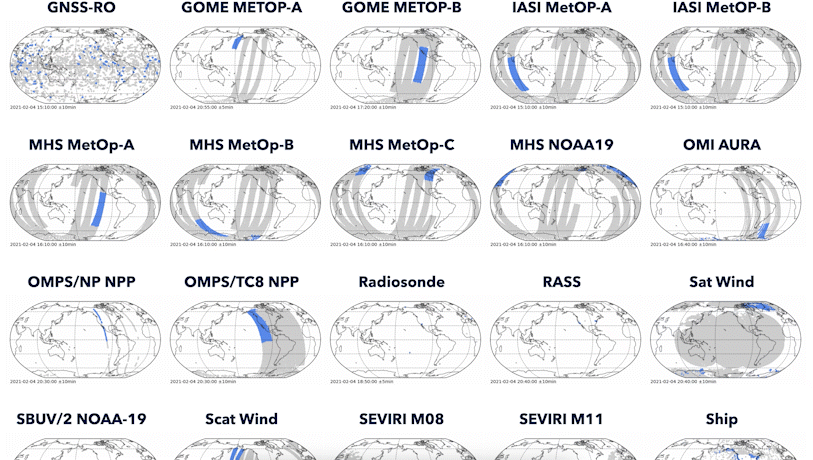 GNSS-RO GOME METOP-A GOME METOP-B IASI MetOP-A IASI MetOP-B
2021-02-04 15:10:00 ±10min 2021-02-04 20:55:00 ±5min 2021-02-04 17:20:00 ±10min 2021-02-04 15:10:00 ±10min 2021-02-04 15:10:00 ±10min
MHS MetOp-A MHS MetOp-B MHS MetOp-C MHS NOAA19 OMI AURA
2021-02-04 18:10:00 ±10min 2021-02-04 18:10:00 ±10min 2021-02-04 18:10:00 ±10min 2021-02-04 18:10:00 ±10min 2021-02-04 16:40:00 ±10min
OMPS/NP NPP OMPS/TC8 NPP Radiosonde RASS Sat Wind
2021-02-04 20:30:00 ±10min 2021-02-04 20:30:00 ±10min 2021-02-04 18:50:00 ±5min 2021-02-04 20:40:00 ±10min 2021-02-04 20:40:00 ±10min
SBUV/2 NOAA-19 Scat Wind SEVIRI M08 SEVIRI M11 Ship